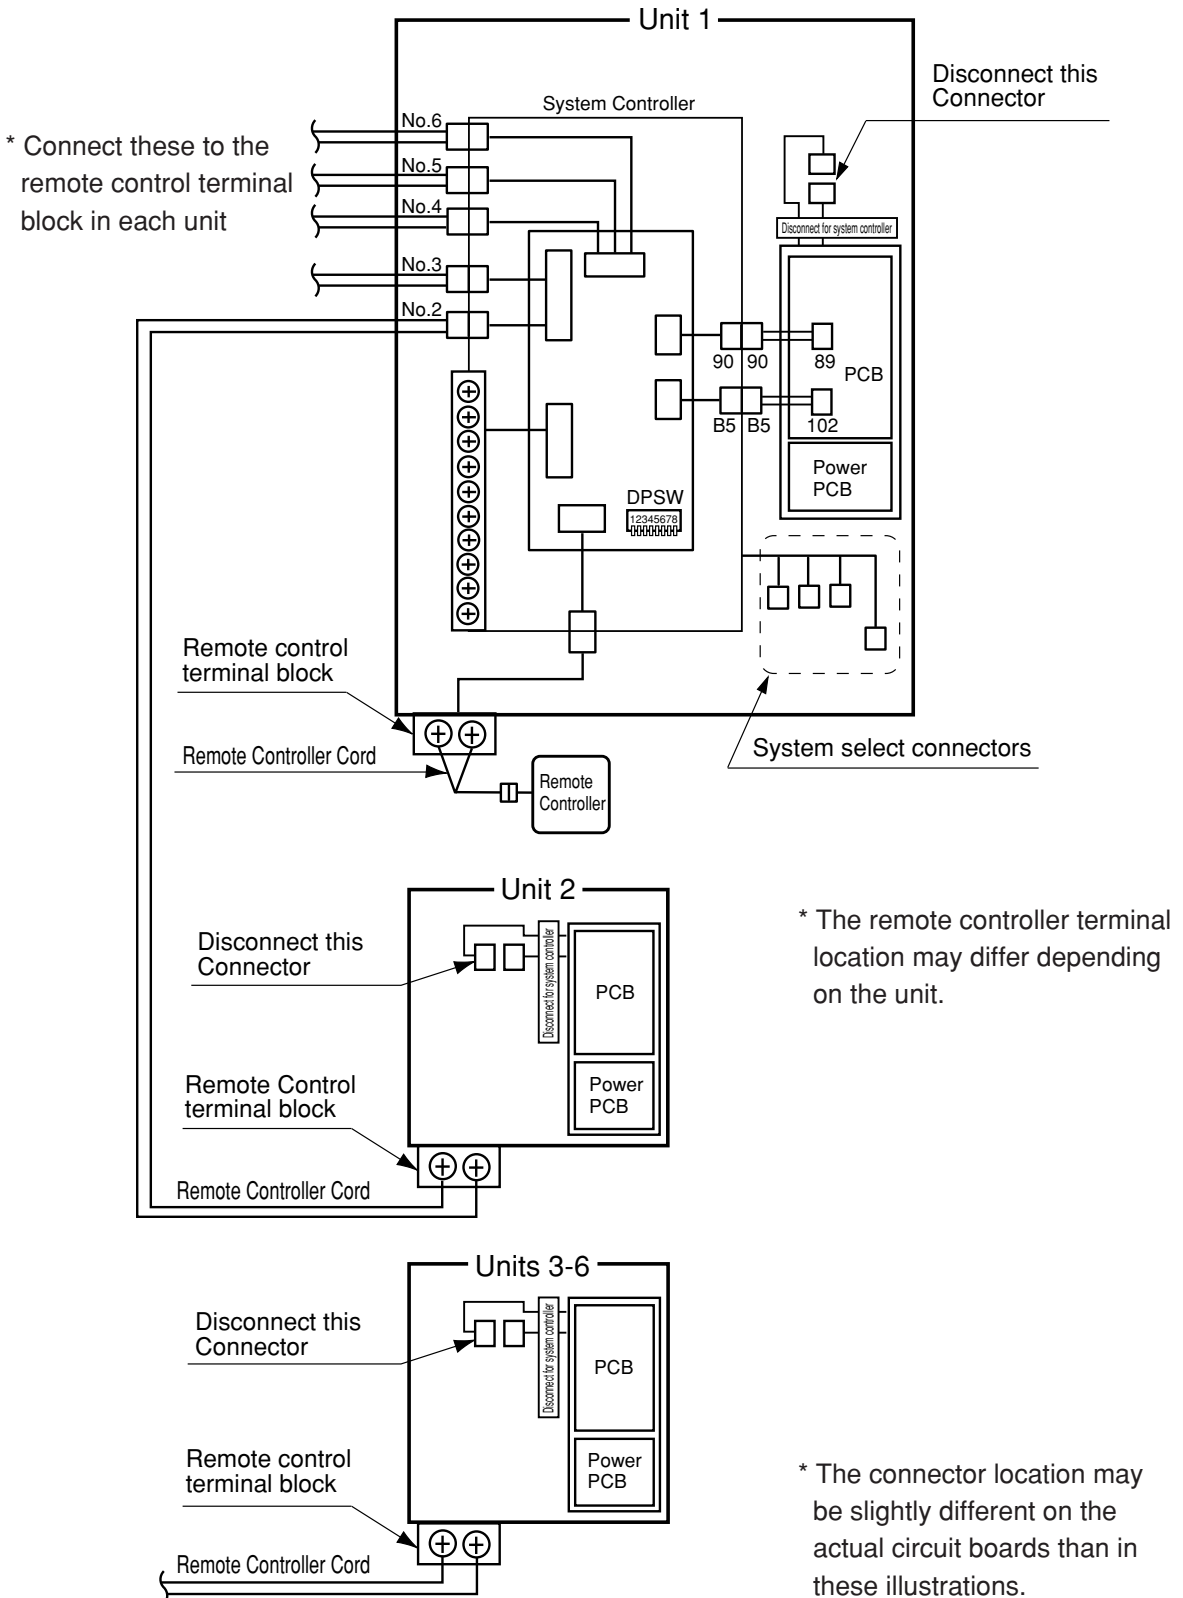 Unit 1
Disconnect this
Connector
System Controller
* Connect these to the
remote control terminal
block in each unit
No.6
No.5
No.4
No.3
No.2
Disconnect for system controller
90 90 89
PCB
B5 B5 102
Power
PCB
DPSW
12345678
Remote control
terminal block
Remote Controller Cord
Remote
Controller
System select connectors
Unit 2
Disconnect this
Connector
Disconnect for system controller
PCB
Power
PCB
* The remote controller terminal
location may differ depending
on the unit.
Remote Control
terminal block
Remote Controller Cord
Units 3-6
Disconnect this
Connector
Disconnect for system controller
PCB
Power
PCB
Remote control
terminal block
Remote Controller Cord
* The connector location may
be slightly different on the
actual circuit boards than in
these illustrations.